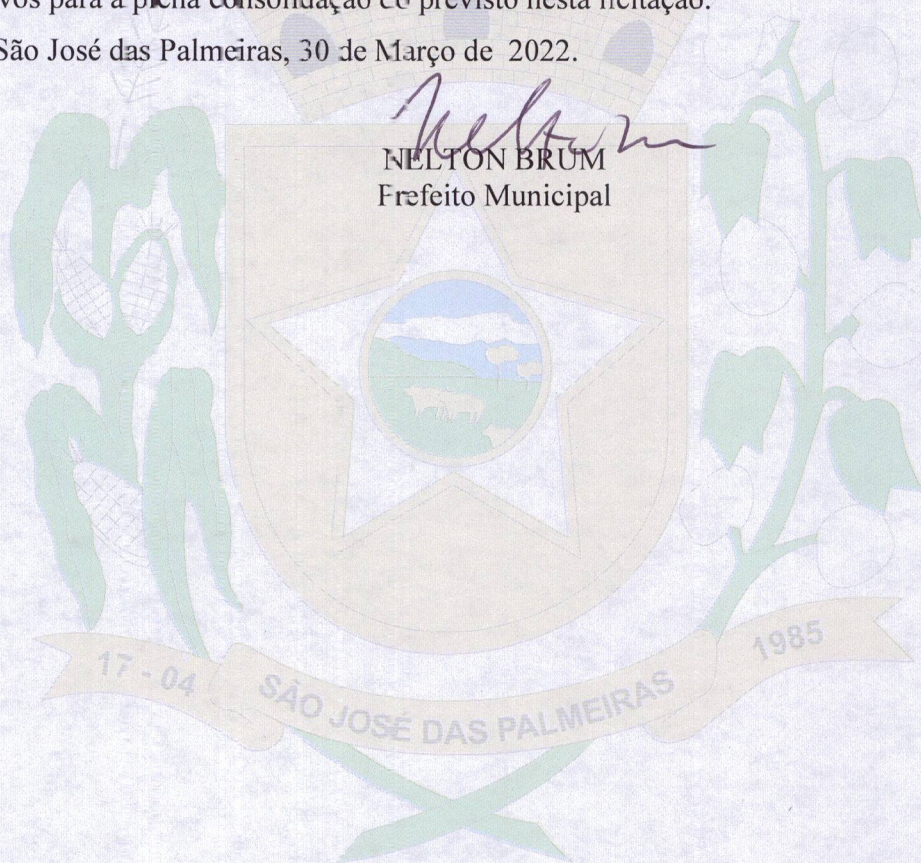 vos para a plena consolidação do previsto nesta licitação.
São José das Palmeiras, 30 de Março de 2022.
Nelton
NELTON BRUM
Prefeito Municipal
17 - 04
SÃO JOSÉ DAS PALMEIRAS
1985